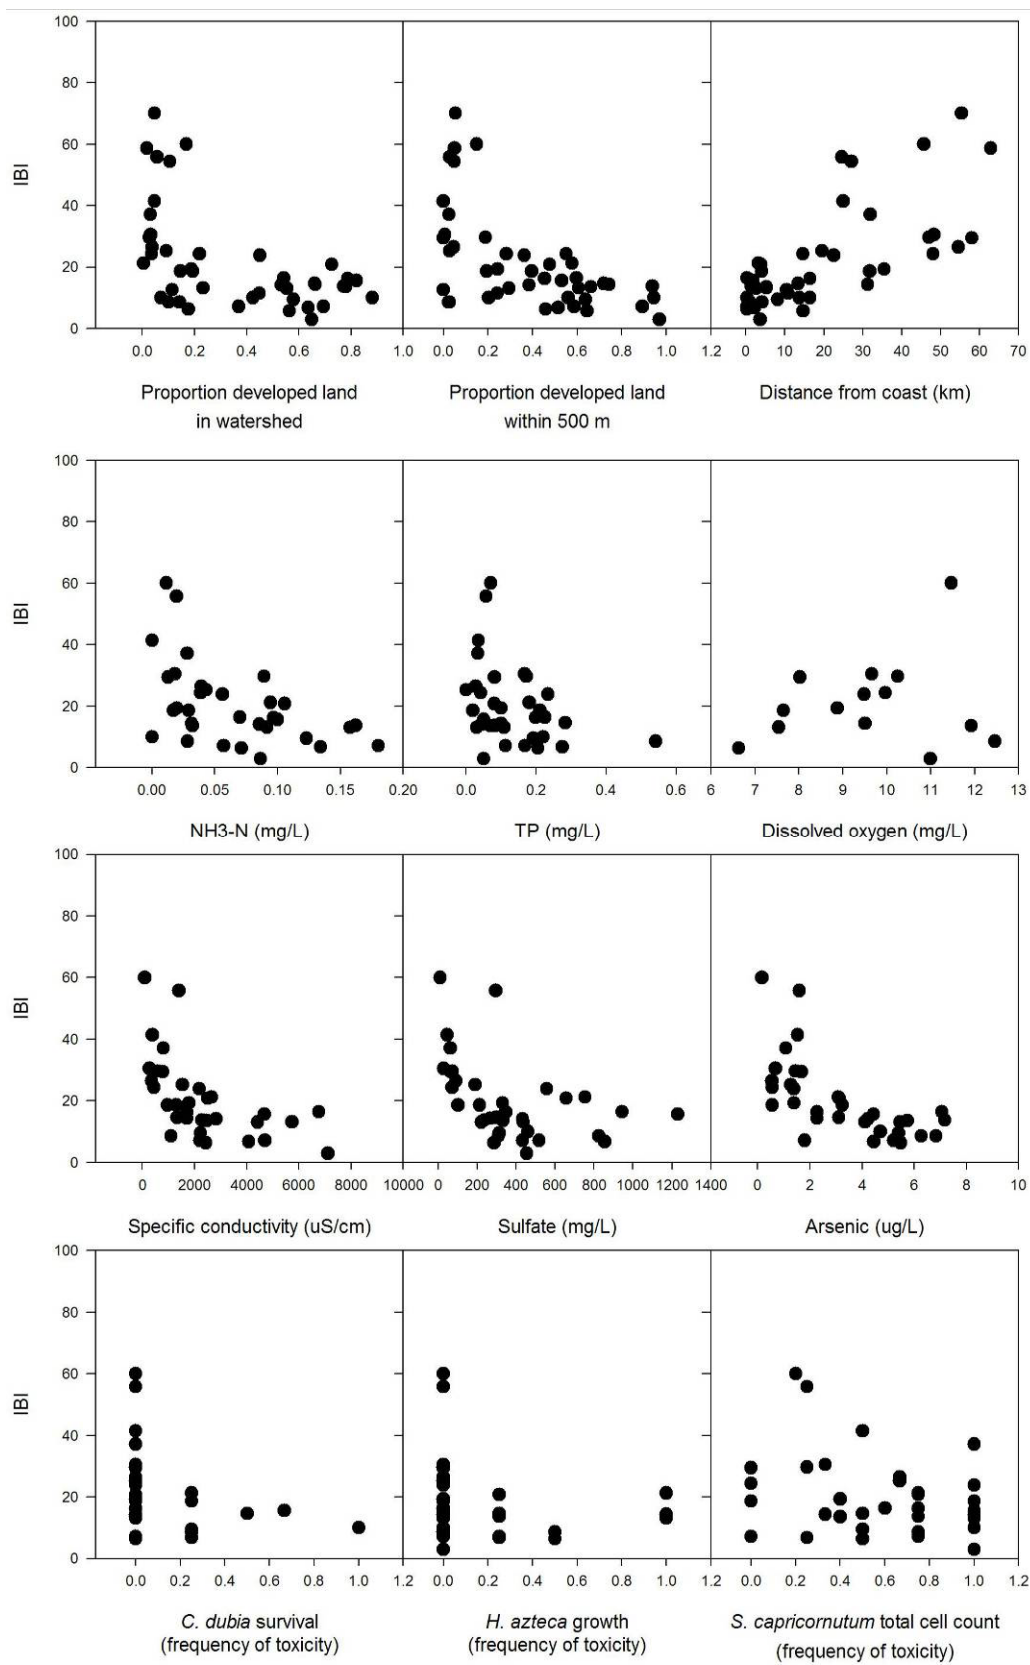 100
80
60
40
20
0
IBI
0.0 0.2 0.4 0.6 0.8 1.0
0.0 0.2 0.4 0.6 0.8 1.0 1.2
0 10 20 30 40 50 60 70
Proportion developed land
in watershed
Proportion developed land
within 500 m
Distance from coast (km)
100
80
60
40
20
0
IBI
0.00 0.05 0.10 0.15 0.20
0.0 0.2 0.4 0.6
6 7 8 9 10 11 12 13
NH3-N (mg/L)
TP (mg/L)
Dissolved oxygen (mg/L)
100
80
60
40
20
0
IBI
0 2000 4000 6000 8000 10000
0 200 400 600 800 1000 1200 1400
0 2 4 6 8 10
Specific conductivity (uS/cm)
Sulfate (mg/L)
Arsenic (ug/L)
100
80
60
40
20
0
IBI
0.0 0.2 0.4 0.6 0.8 1.0 1.2
0.0 0.2 0.4 0.6 0.8 1.0 1.2
0.0 0.2 0.4 0.6 0.8 1.0 1.2
C. dubia survival
(frequency of toxicity)
H. azteca growth
(frequency of toxicity)
S. capricornutum total cell count
(frequency of toxicity)